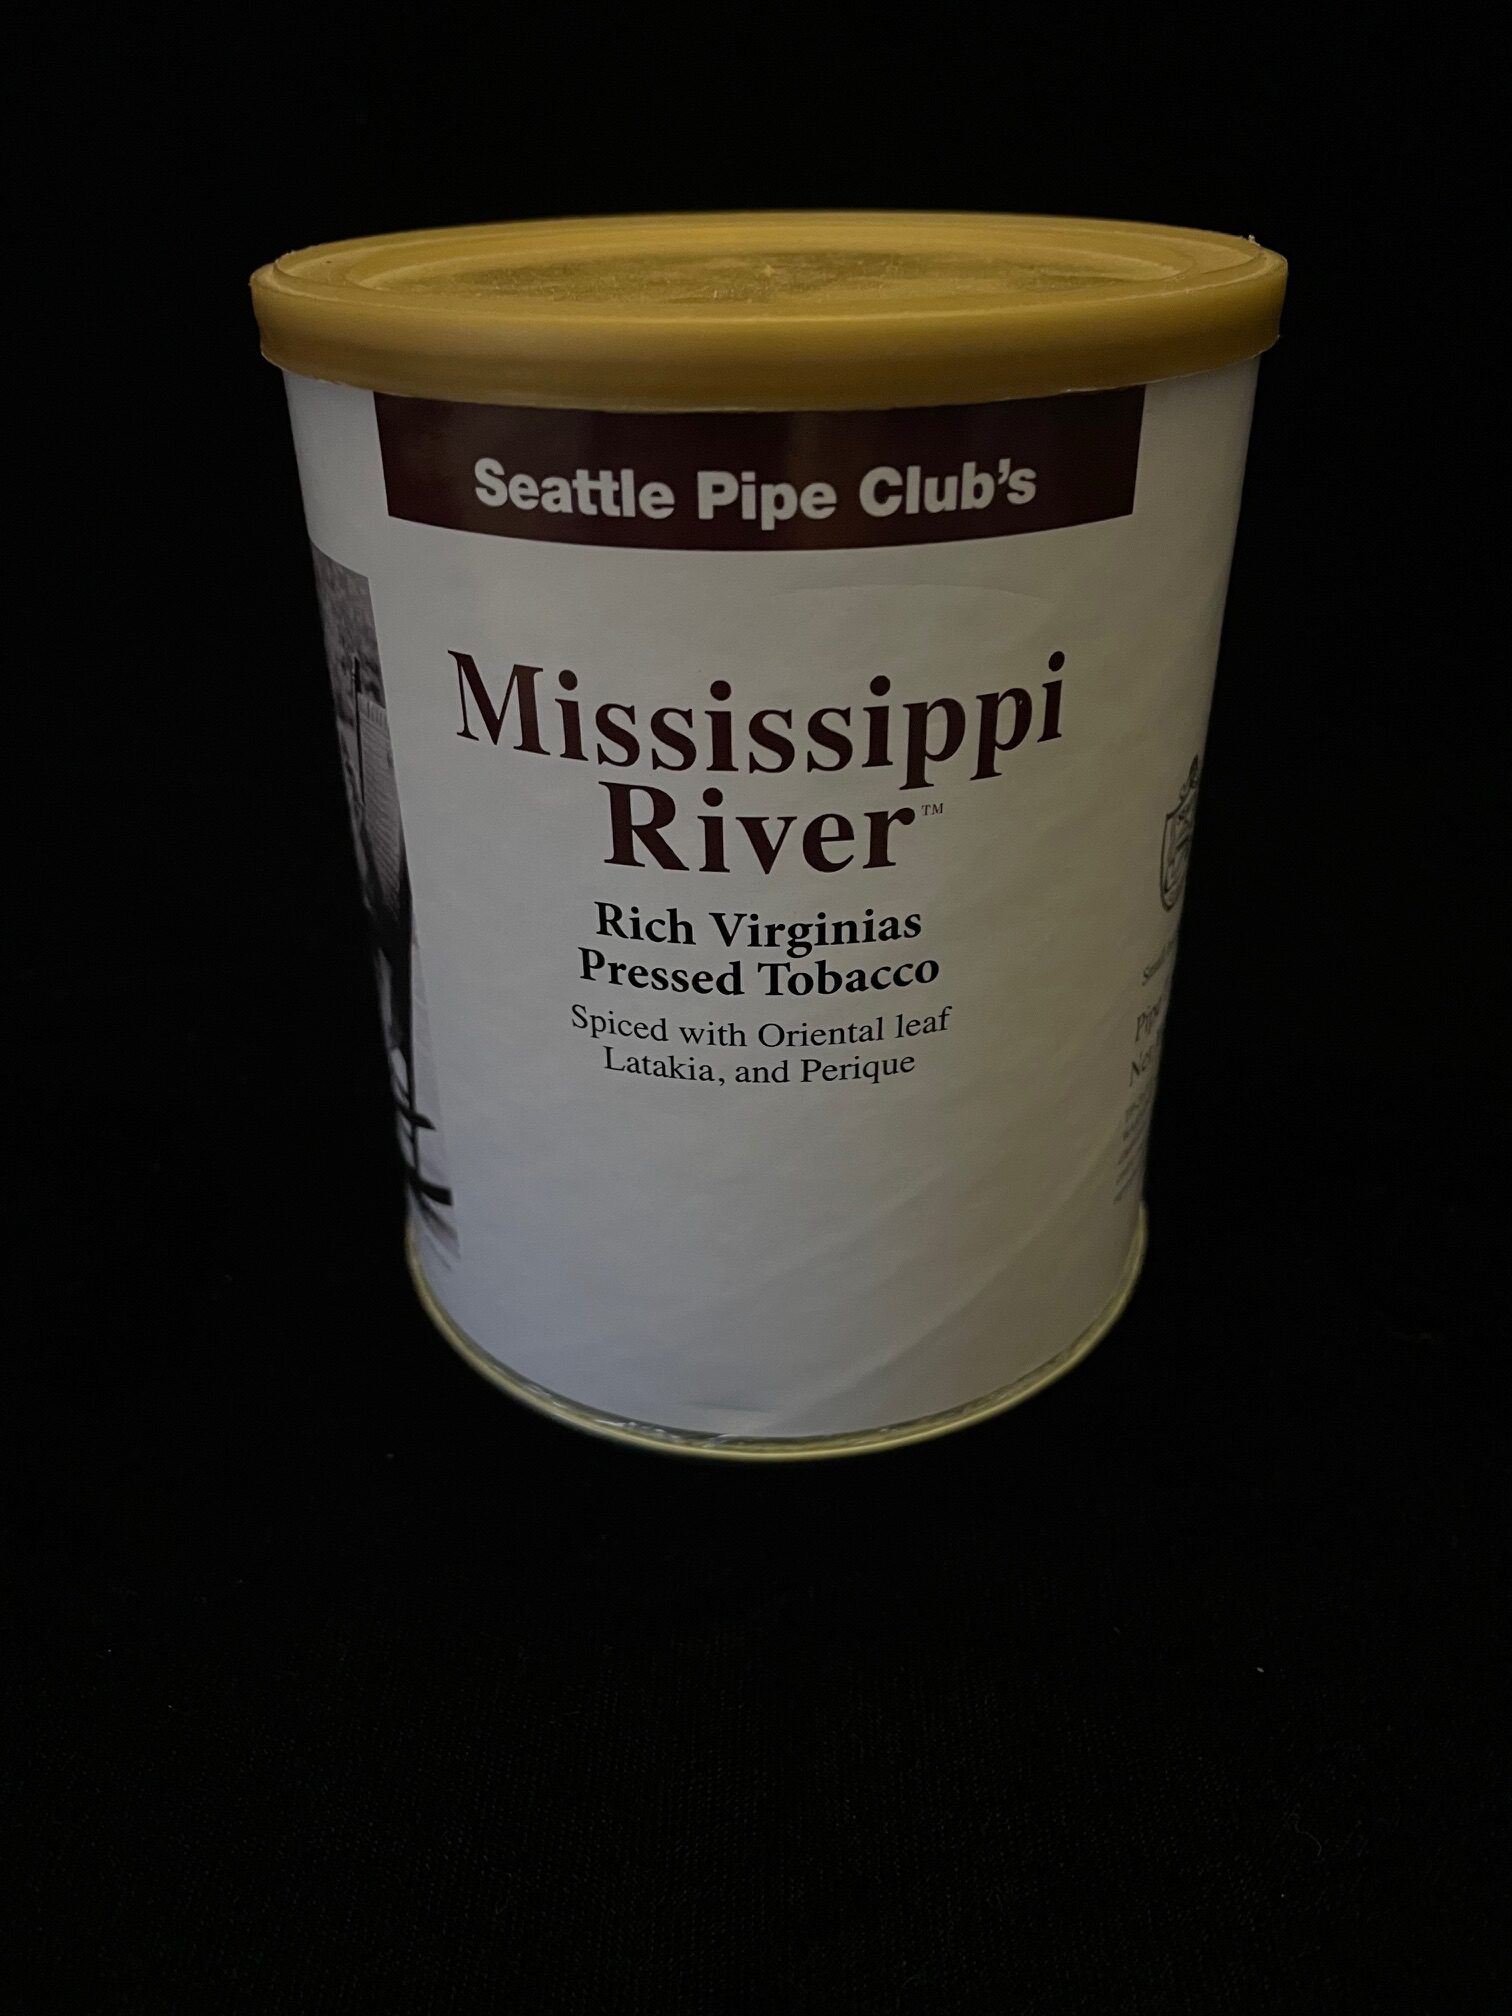 Seattle Pipe Club's
Mississippi
River™
Rich Virginias
Pressed Tobacco
Spiced with Oriental leaf
Latakia, and Perique